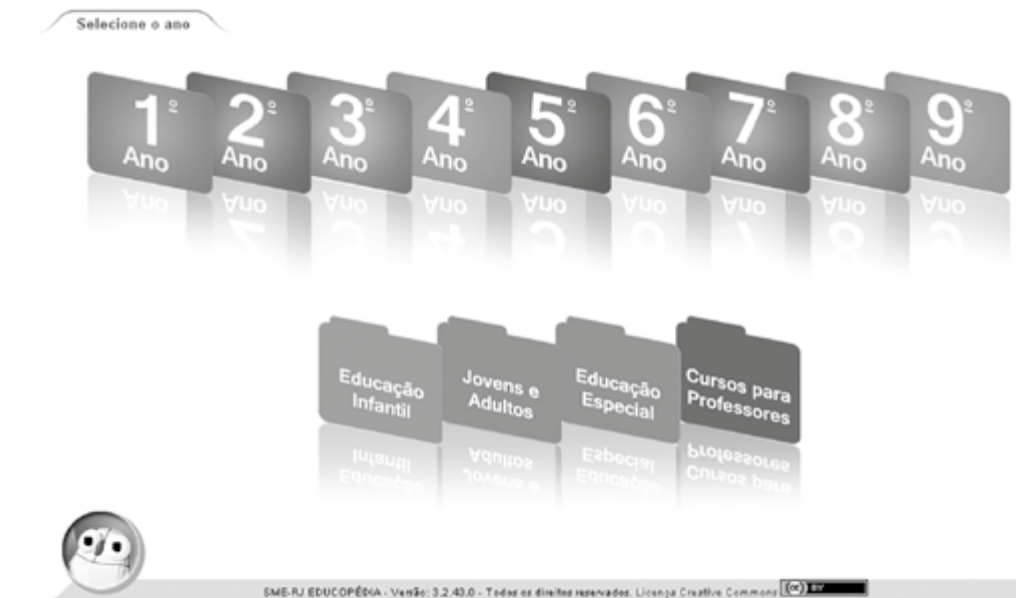 Selecione o ano
1º Ano
2º Ano
3º Ano
4º Ano
5º Ano
6º Ano
7º Ano
8º Ano
9º Ano
Educação
Infantil
Jovens e
Adultos
Educação
Especial
Cursos para
Professores
SME-RJ EDUCOPÉDIA - Versão: 3.2.43.0 - Todos os direitos reservados. Licença Creative Commons (cc) BY